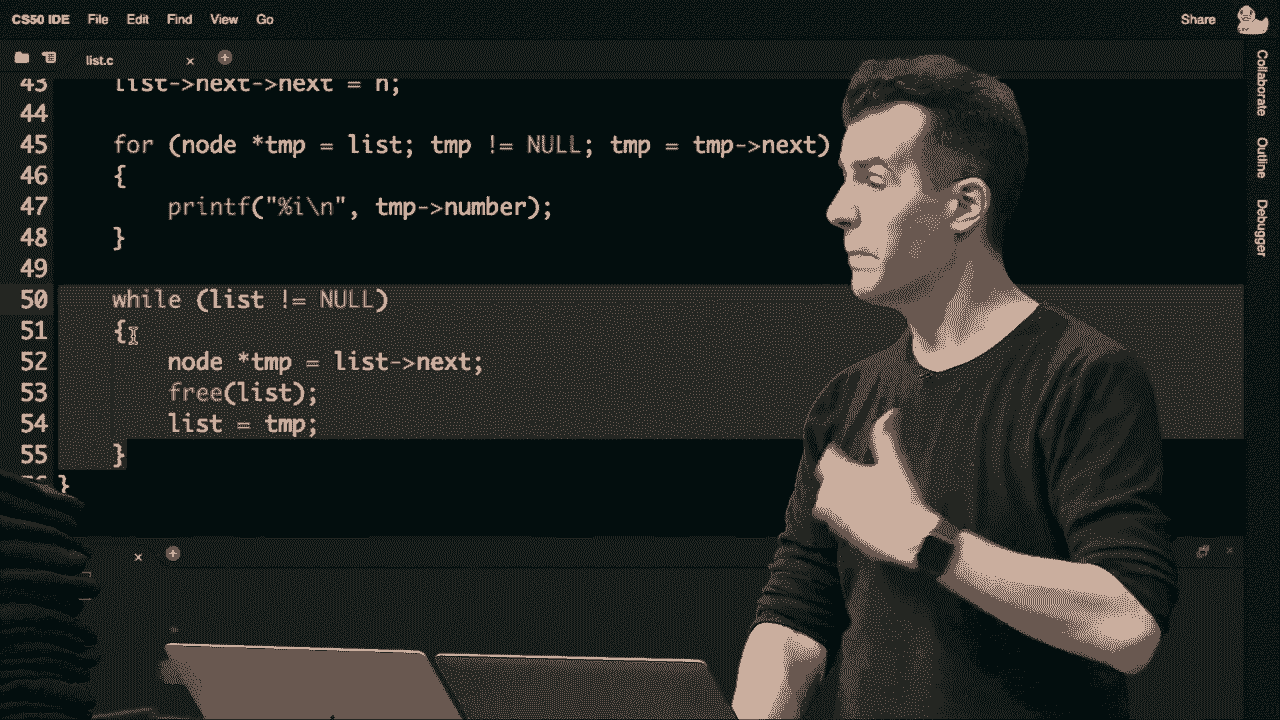 CS50 IDE File Edit Find View Go Share
list.c
43 list->next->next = n;
44
45 for (node *tmp = list; tmp != NULL; tmp = tmp->next)
46 {
47 printf("%i\n", tmp->number);
48 }
49
50 while (list != NULL)
51 {
52 node *tmp = list->next;
53 free(list);
54 list = tmp;
55 }
56 }
Collaborate
Outline
Debugger